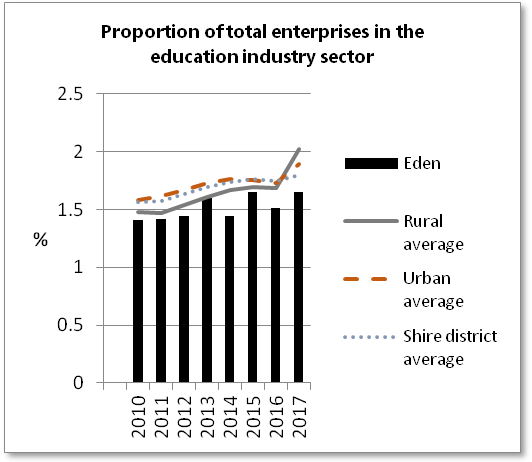 Proportion of total enterprises in the
education industry sector
2.5
2
1.5
1
0.5
0
%
2010
2011
2012
2013
2014
2015
2016
2017
Eden
Rural
average
Urban
average
Shire district
average